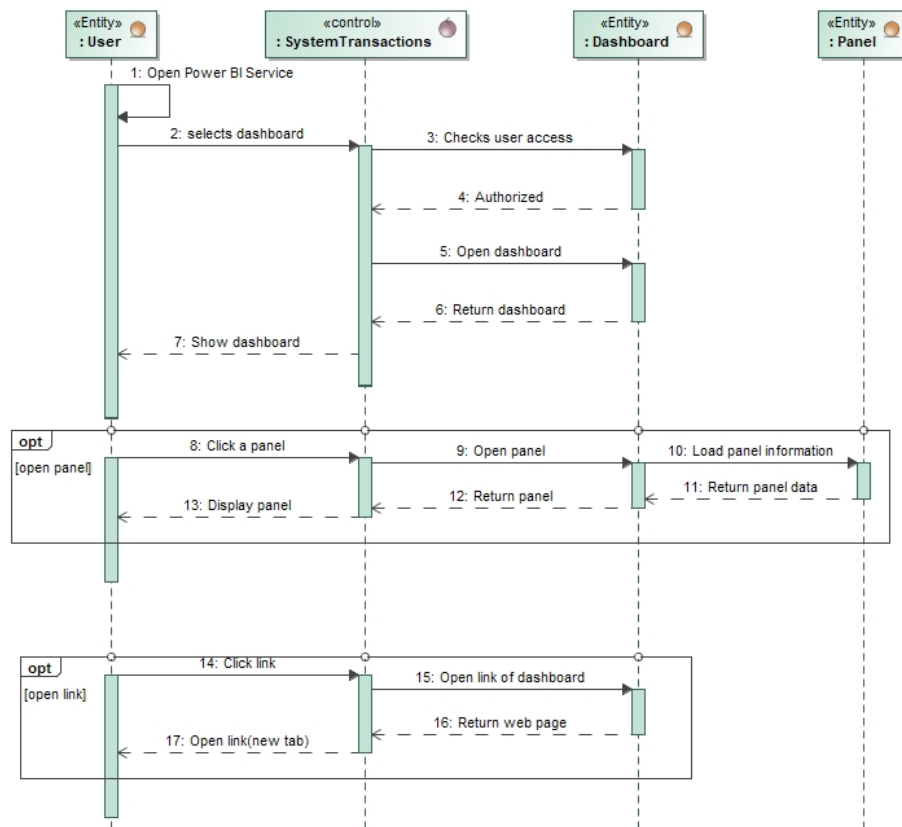 «Entity»
: User
«control»
: SystemTransactions
«Entity»
: Dashboard
«Entity»
: Panel
1: Open Power BI Service
2: selects dashboard
3: Checks user access
4: Authorized
5: Open dashboard
6: Return dashboard
7: Show dashboard
opt
[open panel]
8: Click a panel
9: Open panel
10: Load panel information
11: Return panel data
12: Return panel
13: Display panel
opt
[open link]
14: Click link
15: Open link of dashboard
16: Return web page
17: Open link(new tab)